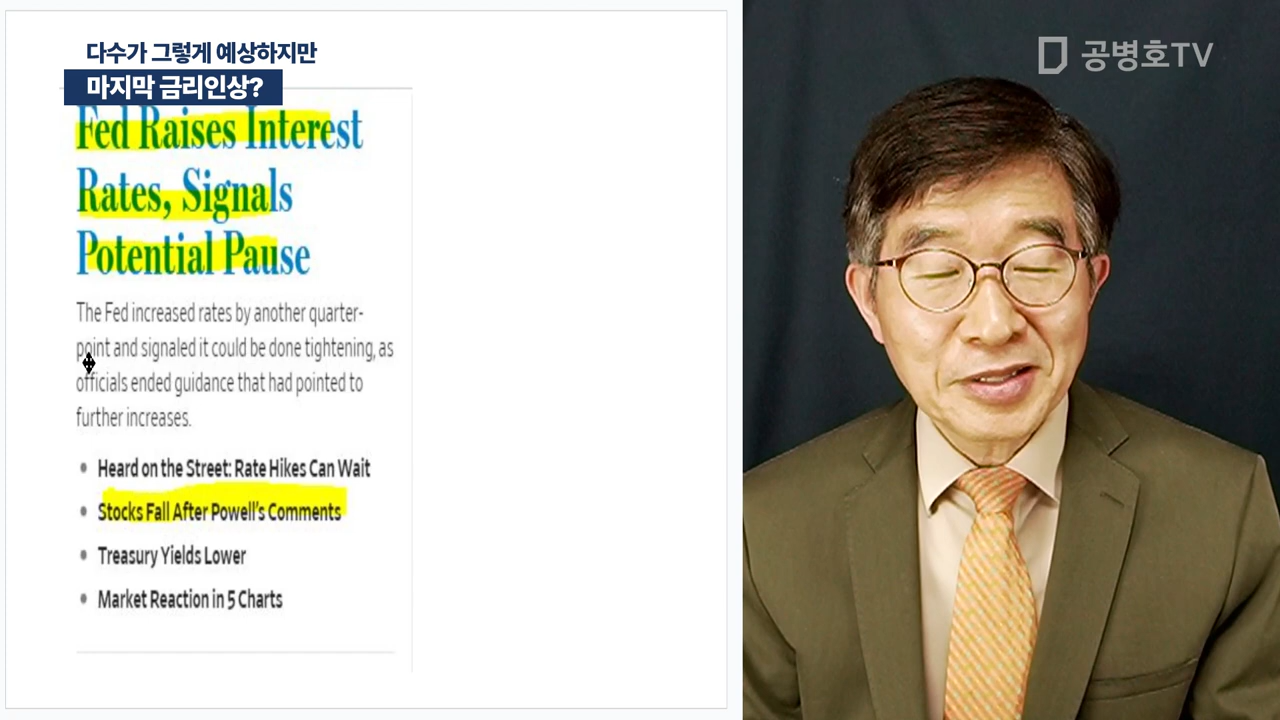 다수가 그렇게 예상하지만
마지막 금리인상?
공병호TV
Fed Raises Interest
Rates, Signals
Potential Pause
The Fed increased rates by another quarter-
point and signaled it could be done tightening, as
officials ended guidance that had pointed to
further increases.
• Heard on the Street: Rate Hikes Can Wait
• Stocks Fall After Powell's Comments
• Treasury Yields Lower
• Market Reaction in 5 Charts